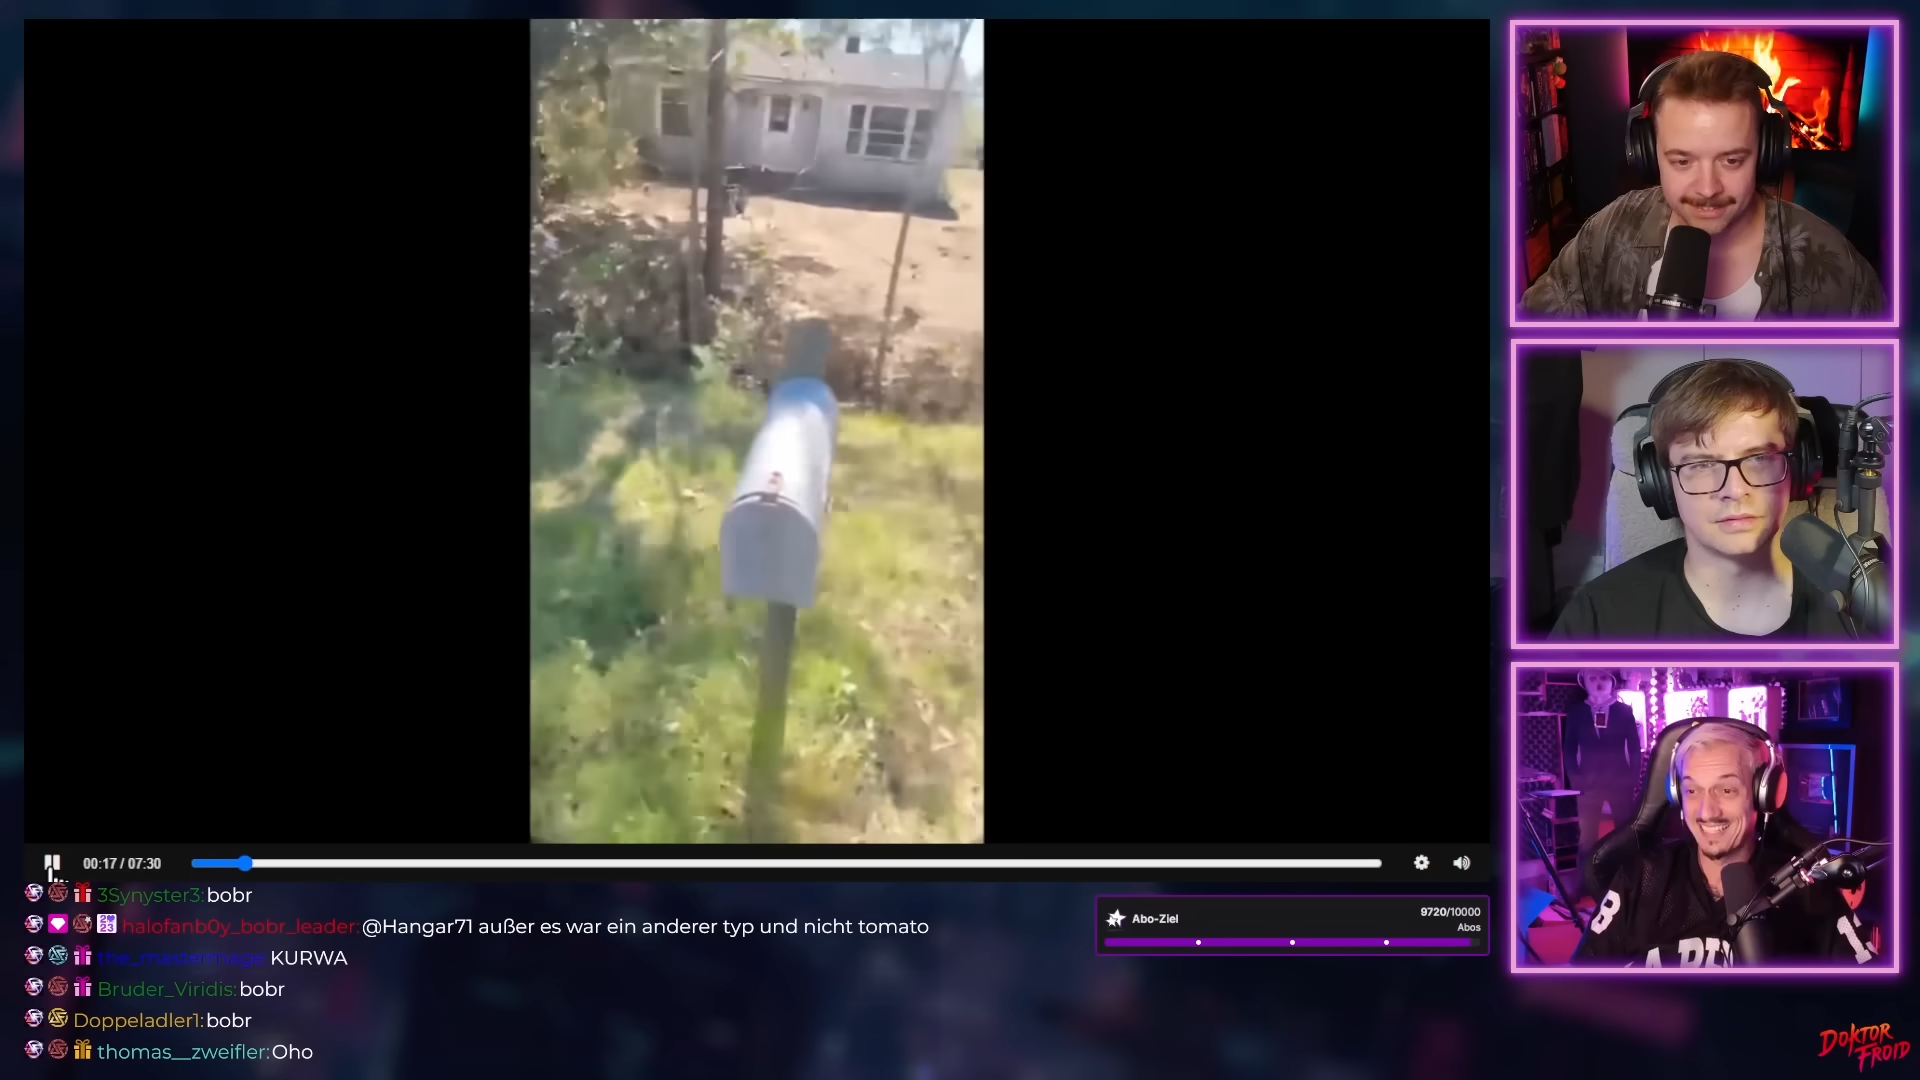 00:17 / 07:30
3Synyster3: bobr
halofanb0y_bobr_leader: @Hangar71 außer es war ein anderer typ und nicht tomato
the_mastermage: KURWA
Bruder_Viridis: bobr
Doppeladler1: bobr
thomas__zweifler: Oho
Abo-Ziel
9720/10000
Abos
DOKTOR
FROID